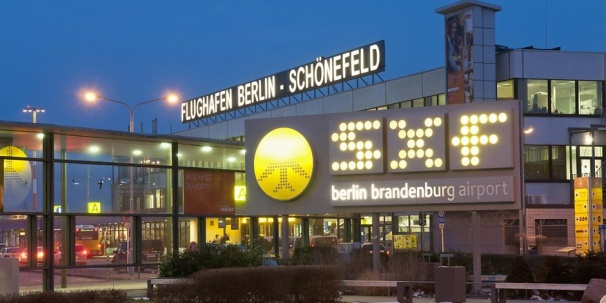 FLUGHAFEN BERLIN - SCHÖNEFELD
SXF
berlin brandenburg airport
A
A